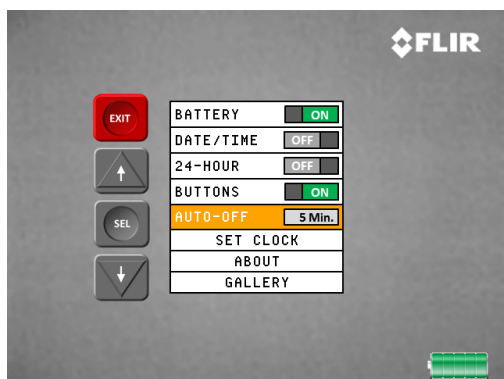 FLIR
EXIT
BATTERY ON
DATE/TIME OFF
24-HOUR OFF
BUTTONS ON
SEL
AUTO-OFF 5 Min.
SET CLOCK
ABOUT
GALLERY